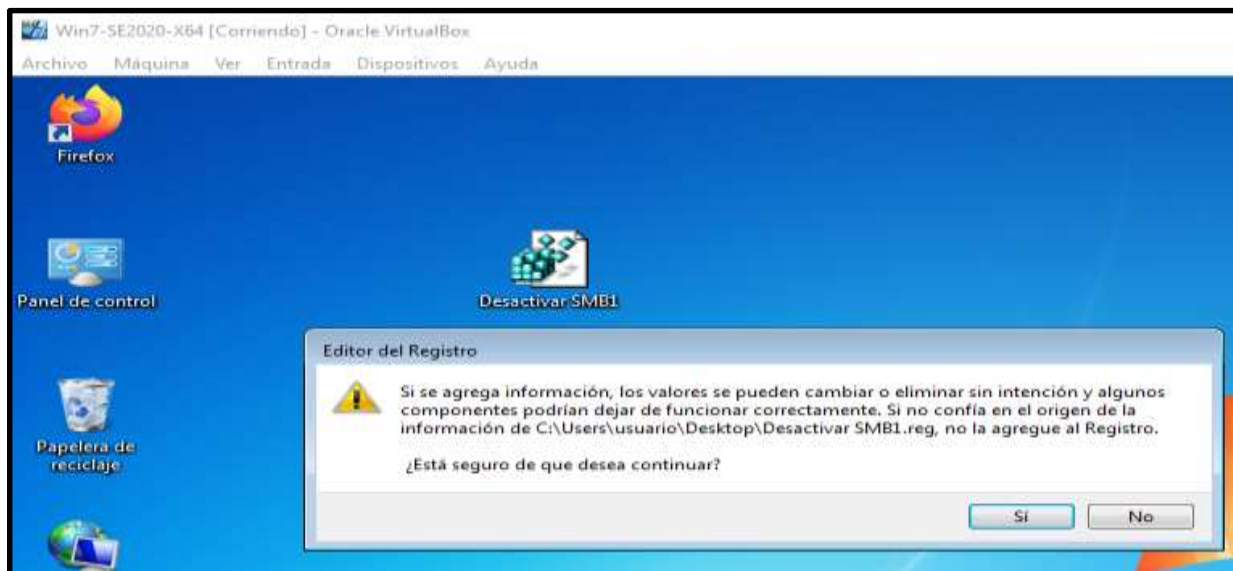 Win7-SE2020-X64 [Corriendo] - Oracle VirtualBox
Archivo Máquina Ver Entrada Dispositivos Ayuda
Firefox
Panel de control
Desactivar SMB1
Editor del Registro
Si se agrega información, los valores se pueden cambiar o eliminar sin intención y algunos
componentes podrían dejar de funcionar correctamente. Si no confía en el origen de la
información de C:\Users\usuario\Desktop\Desactivar SMB1.reg, no la agregue al Registro.
¿Está seguro de que desea continuar?
Sí No
Papelera de
reciclaje